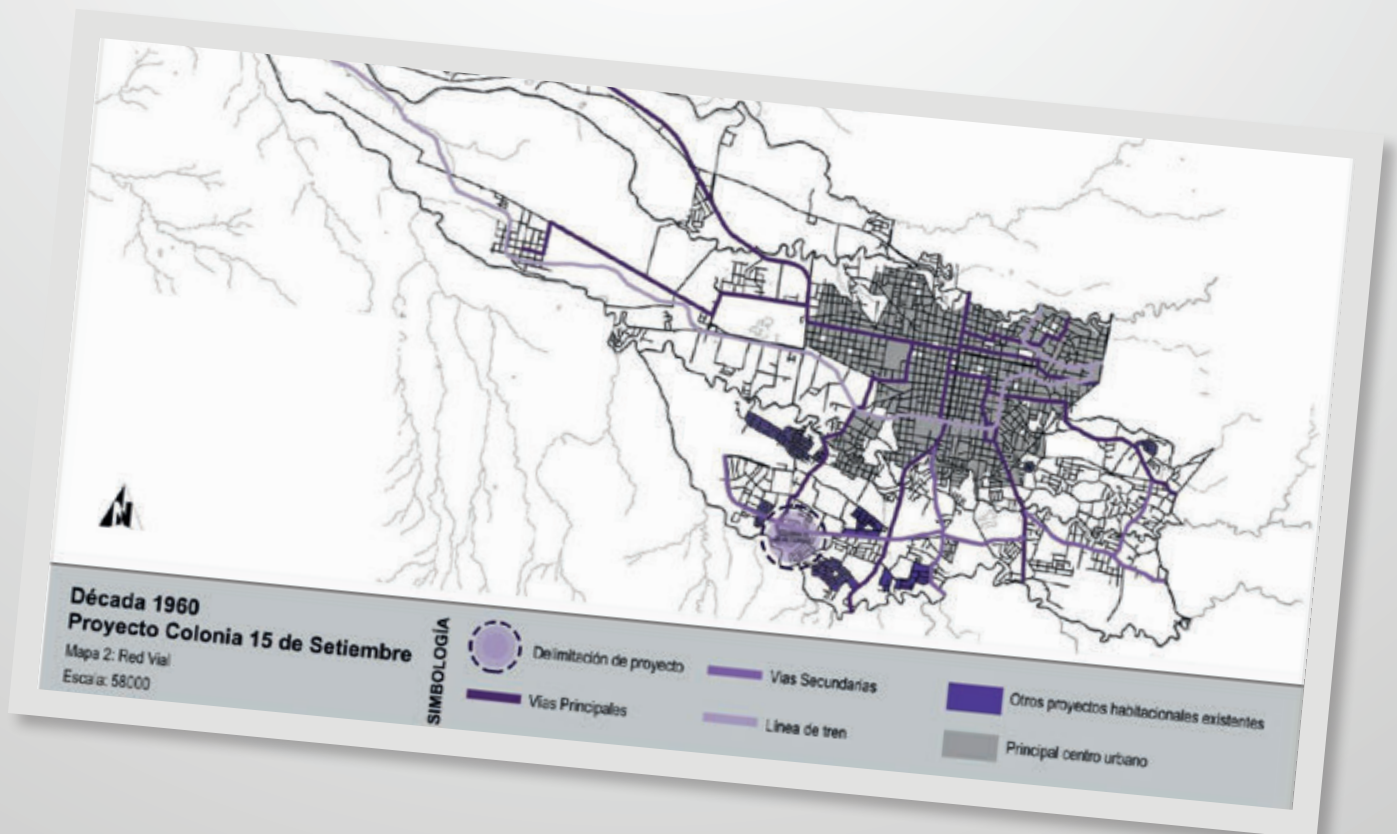 Década 1960
Proyecto Colonia 15 de Setiembre
Mapa 2: Red Vial
Escala: 58000
SIMBOLOGÍA
Delimitación de proyecto
Vías Principales
Vías Secundarias
Línea de tren
Otros proyectos habitacionales existentes
Principal centro urbano
N